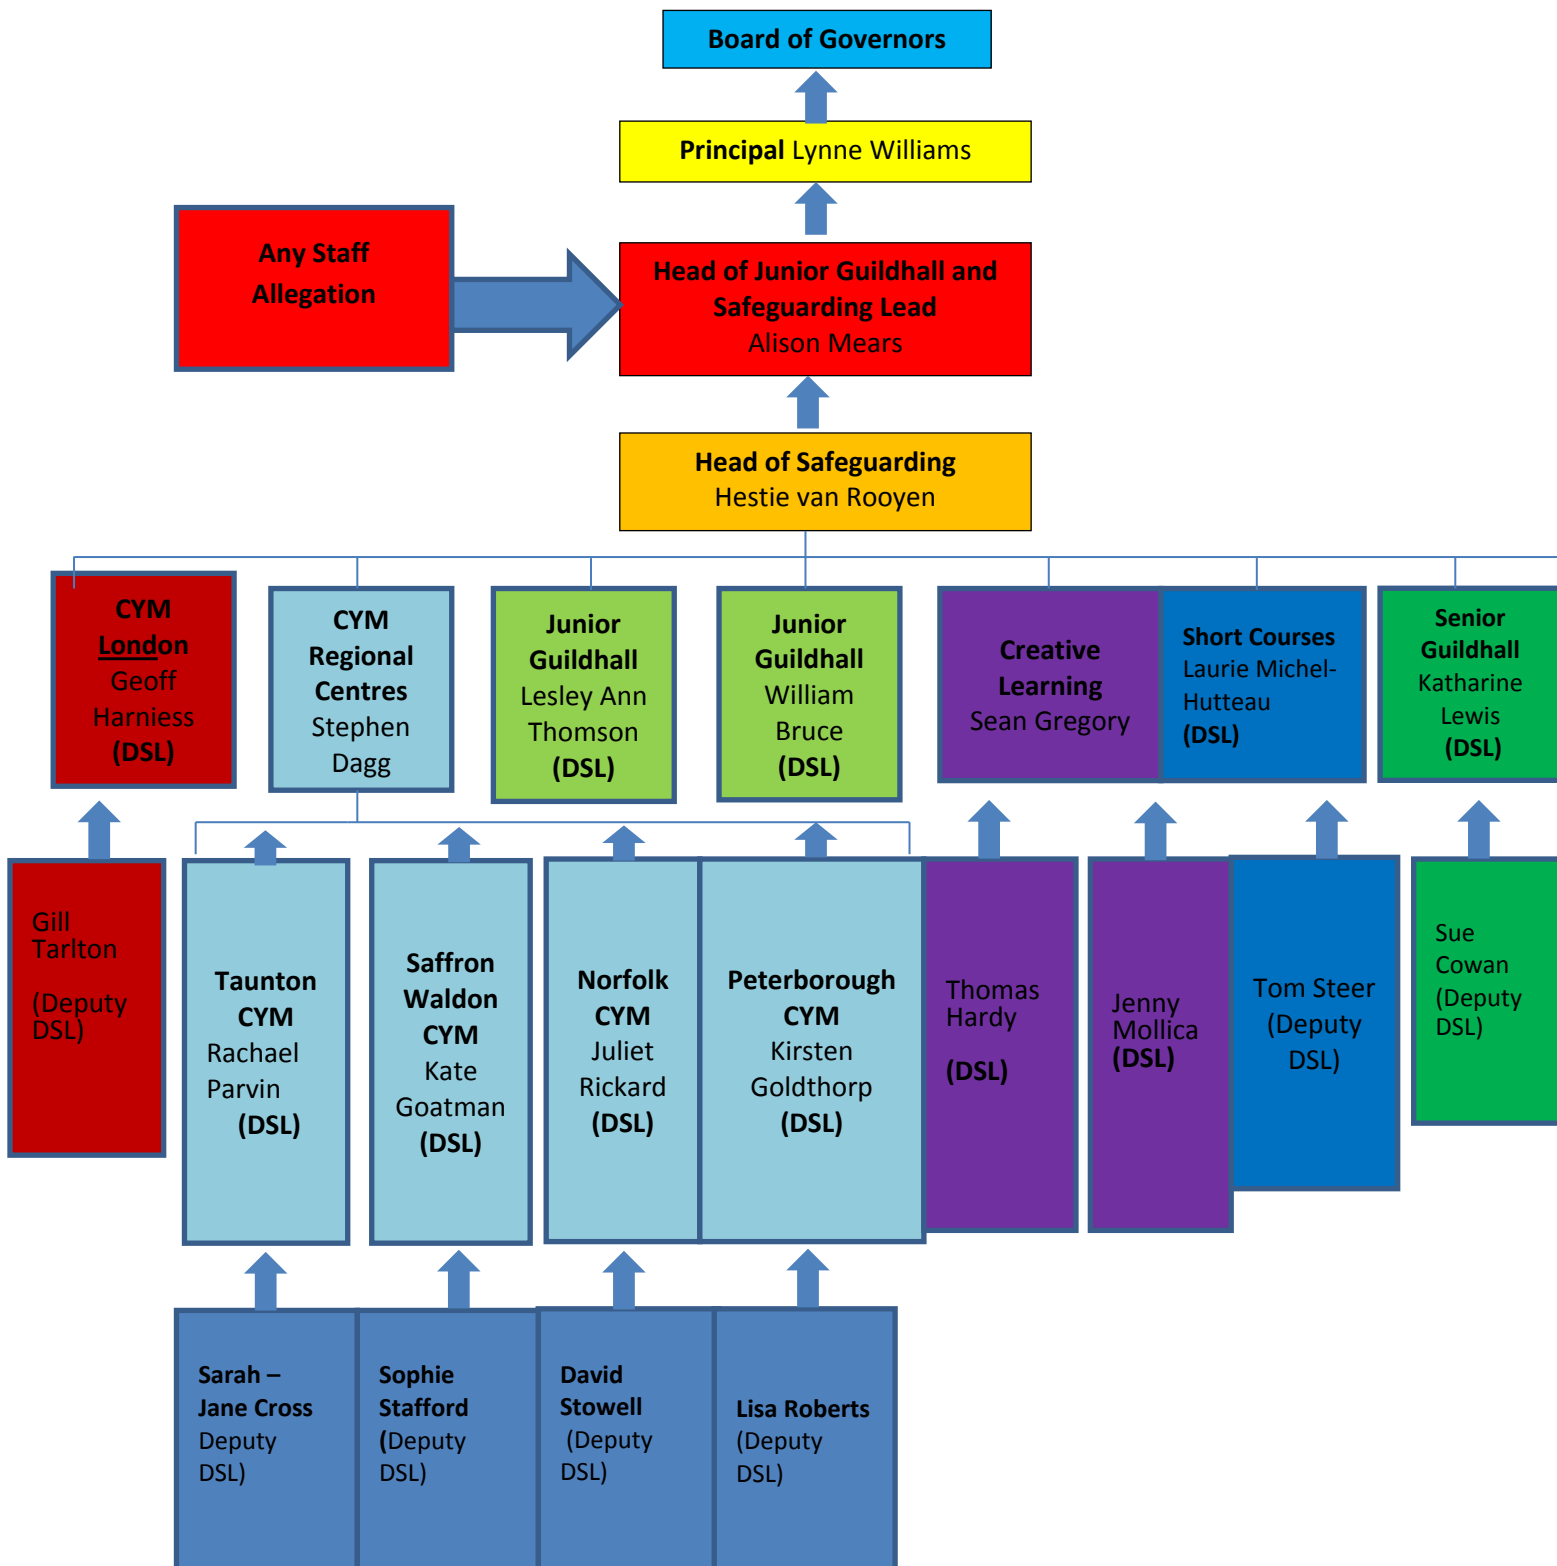 Board of Governors
Principal Lynne Williams
Any Staff
Allegation
Head of Junior Guildhall and
Safeguarding Lead
Alison Mears
Head of Safeguarding
Hestie van Rooyen
CYM
London
Geoff
Harniess
(DSL)
CYM
Regional
Centres
Stephen
Dagg
Junior
Guildhall
Lesley Ann
Thomson
(DSL)
Junior
Guildhall
William
Bruce
(DSL)
Creative
Learning
Sean Gregory
Short Courses
Laurie Michel-
Hutteau
(DSL)
Senior
Guildhall
Katharine
Lewis
(DSL)
Gill
Tarlton
(Deputy
DSL)
Taunton
CYM
Rachael
Parvin
(DSL)
Saffron
Waldon
CYM
Kate
Goatman
(DSL)
Norfolk
CYM
Juliet
Rickard
(DSL)
Peterborough
CYM
Kirsten
Goldthorp
(DSL)
Thomas
Hardy
(DSL)
Jenny
Mollica
(DSL)
Tom Steer
(Deputy
DSL)
Sue
Cowan
(Deputy
DSL)
Sarah –
Jane Cross
Deputy
DSL)
Sophie
Stafford
(Deputy
DSL)
David
Stowell
(Deputy
DSL)
Lisa Roberts
(Deputy
DSL)